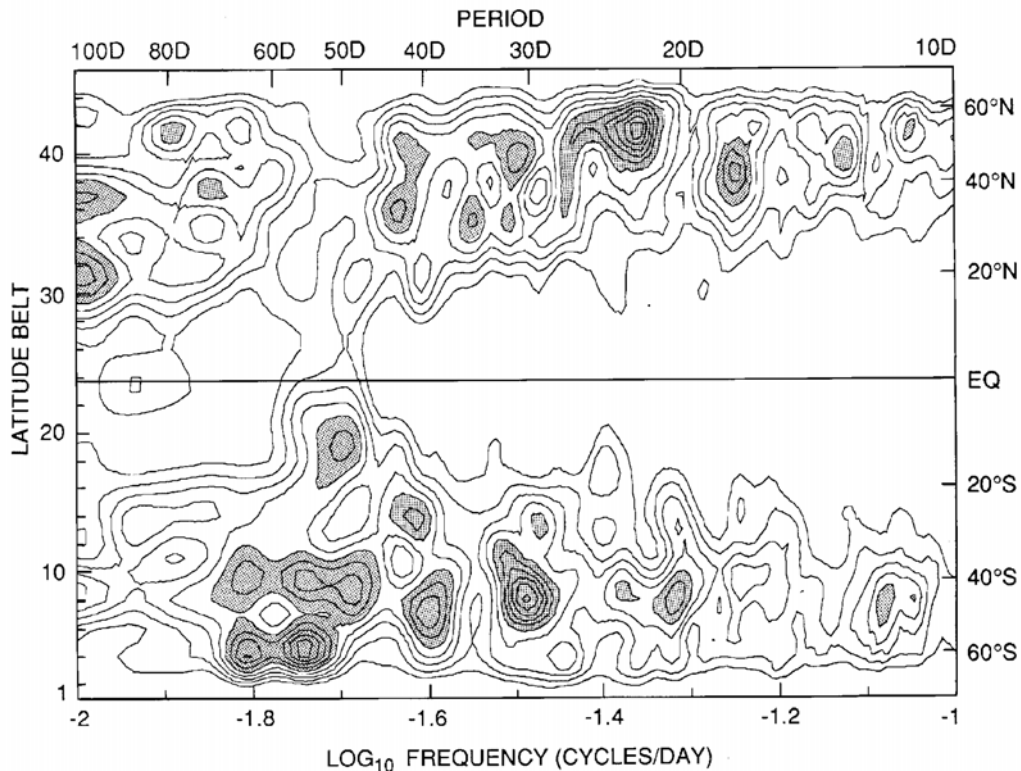 PERIOD
100D 80D 60D 50D 40D 30D 20D 10D
60°N
40
40°N
20°N
30
LATITUDE BELT
EQ
20
20°S
10
40°S
60°S
1
-2 -1.8 -1.6 -1.4 -1.2 -1
LOG10 FREQUENCY (CYCLES/DAY)